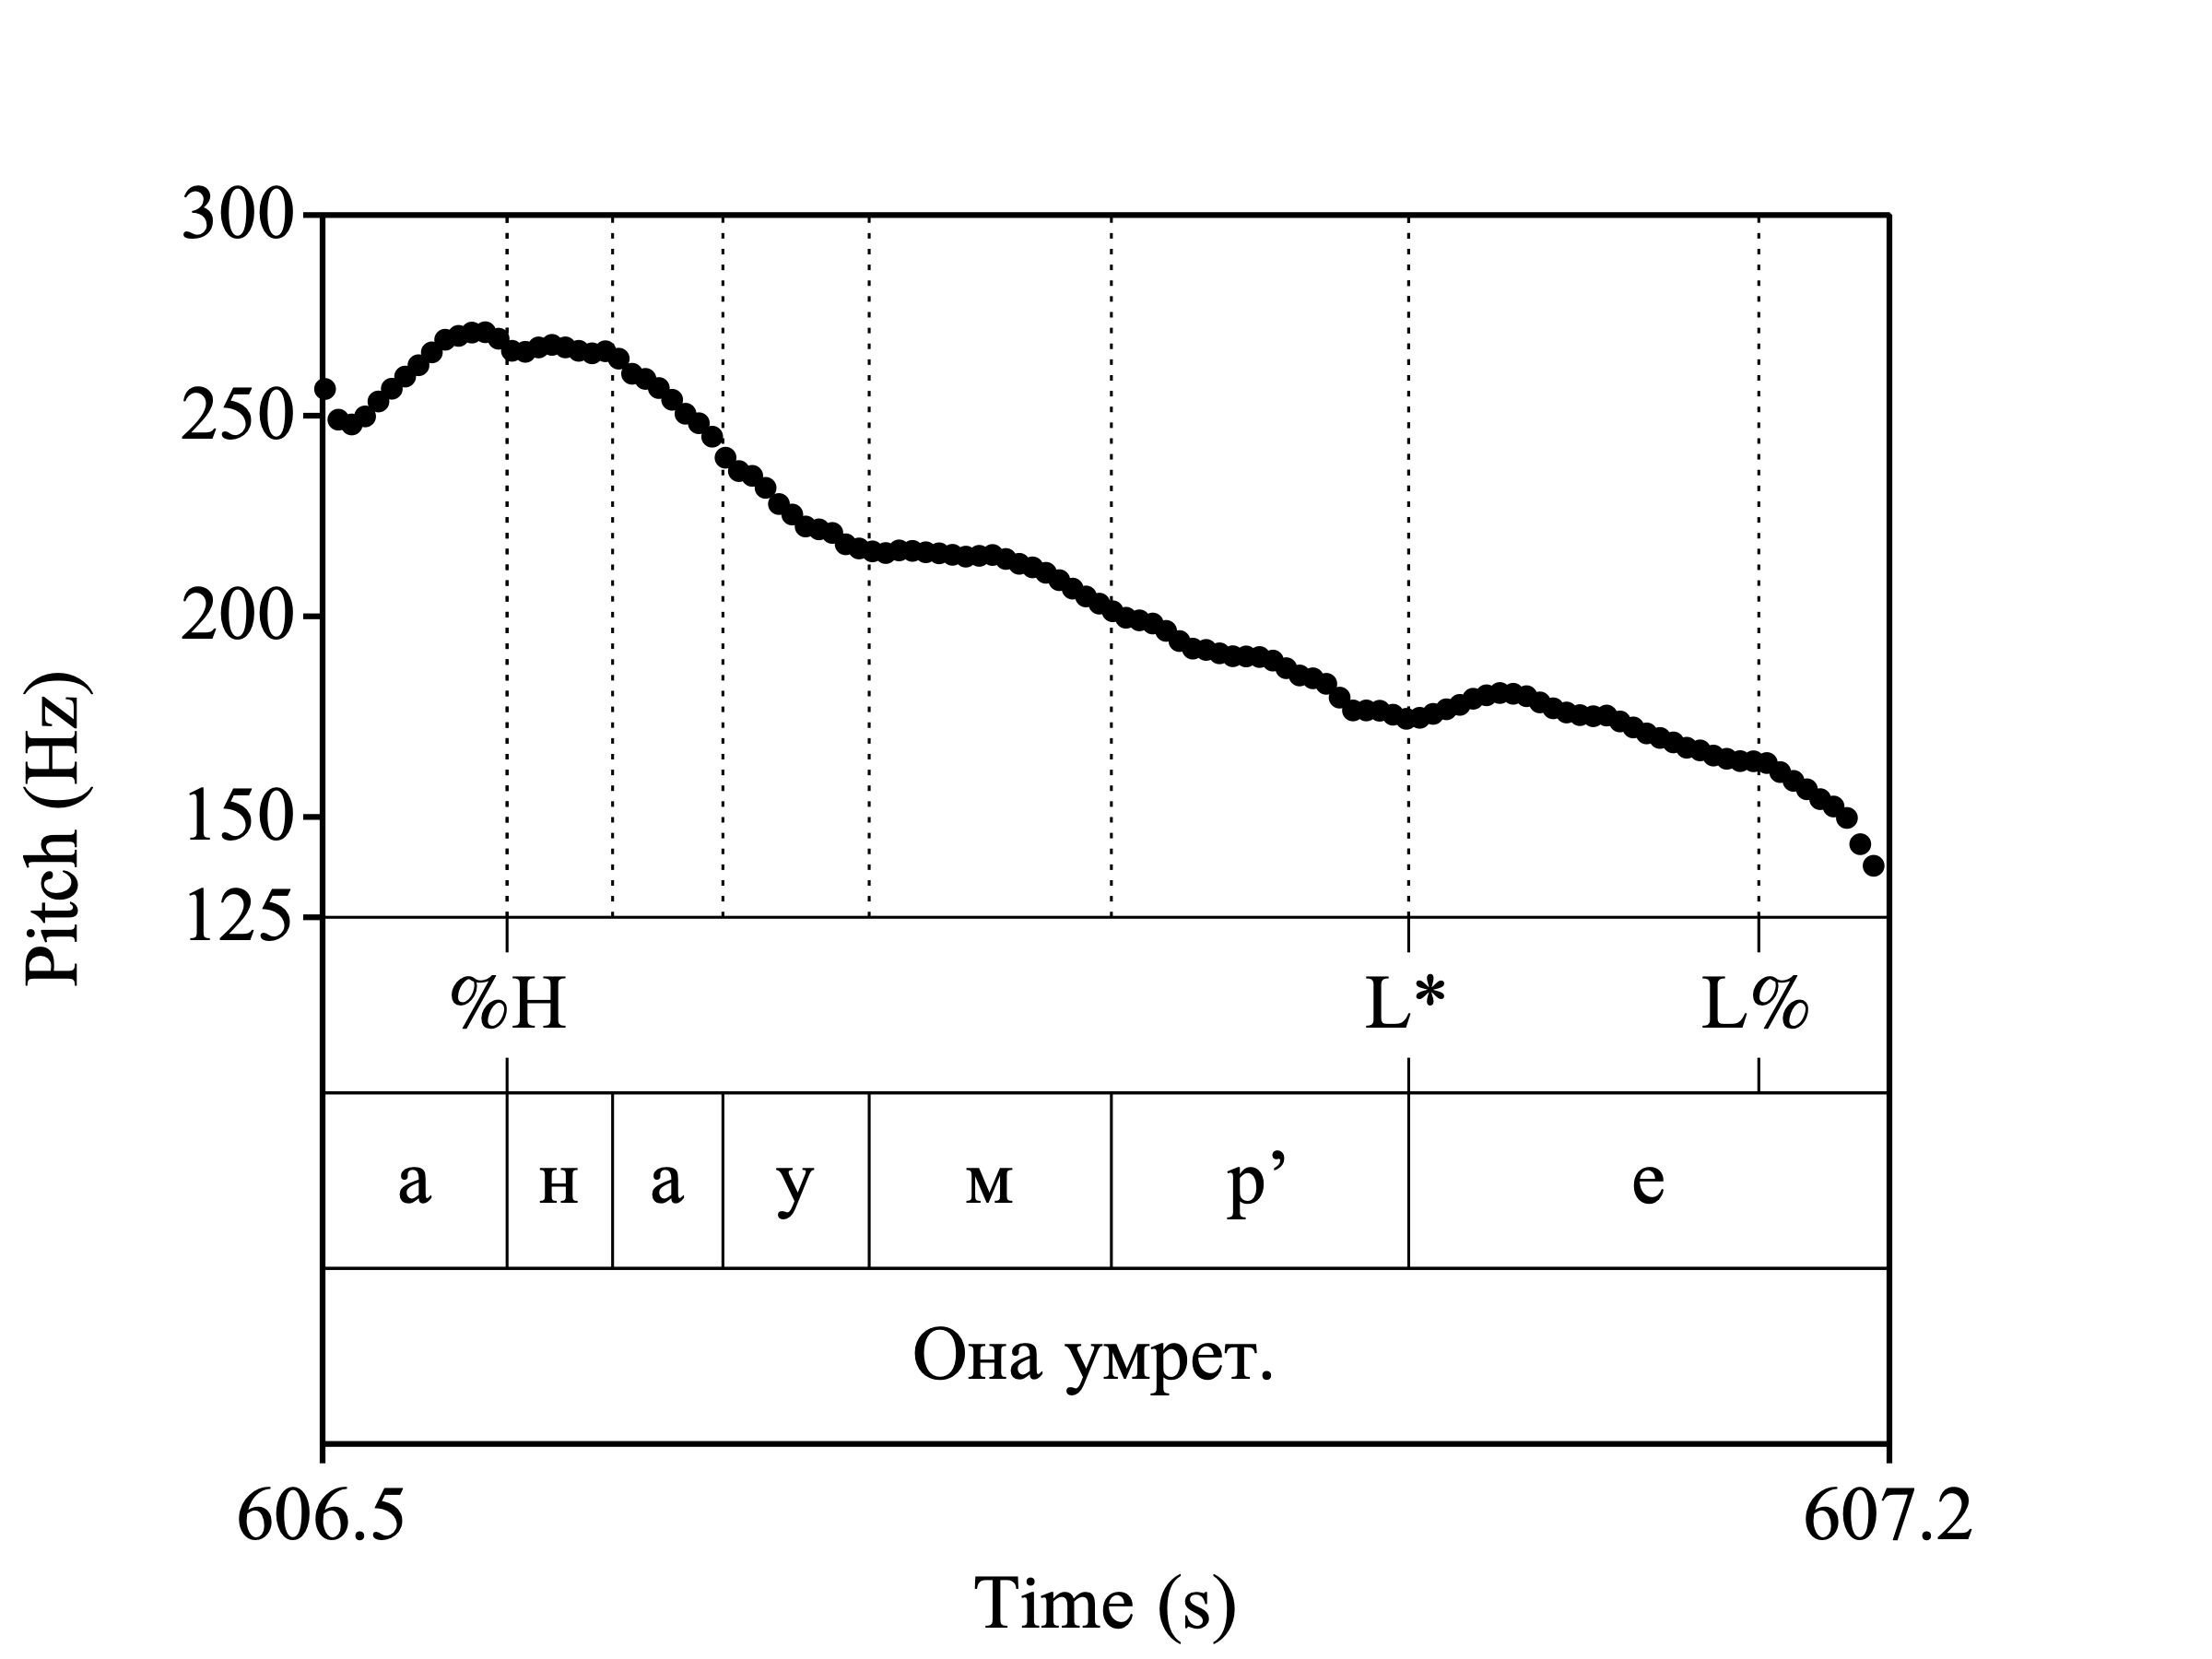 Pitch (Hz)
300
250
200
150
125
%H L* L%
а н а у м р’ е
Она умрет.
606.5 607.2
Time (s)